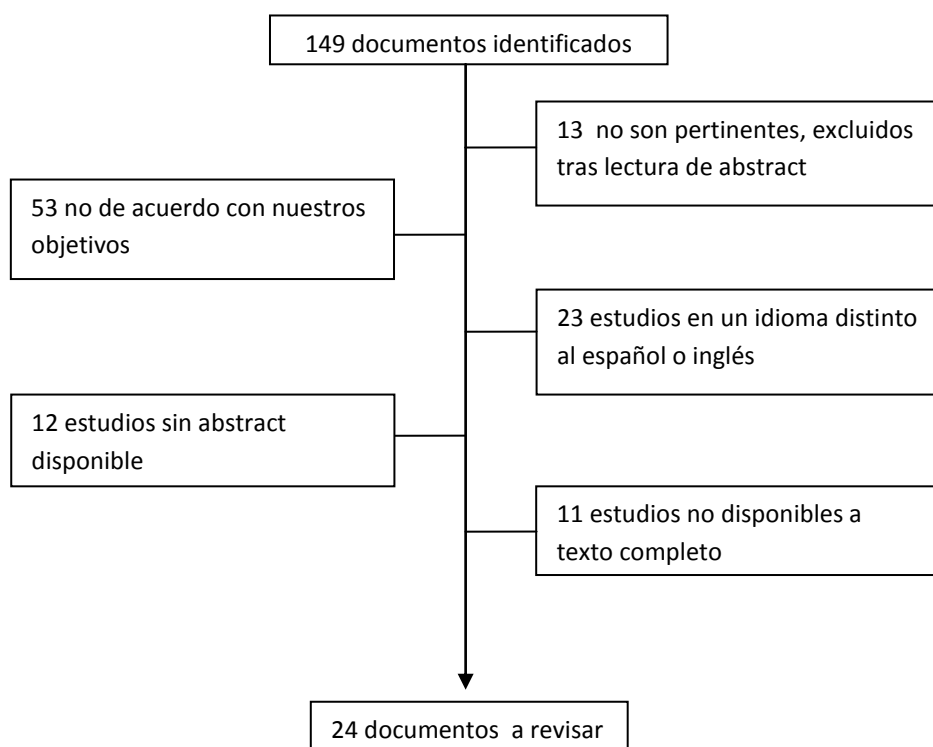 149 documentos identificados
13 no son pertinentes, excluidos
tras lectura de abstract
53 no de acuerdo con nuestros
objetivos
23 estudios en un idioma distinto
al español o inglés
12 estudios sin abstract
disponible
11 estudios no disponibles a
texto completo
24 documentos a revisar